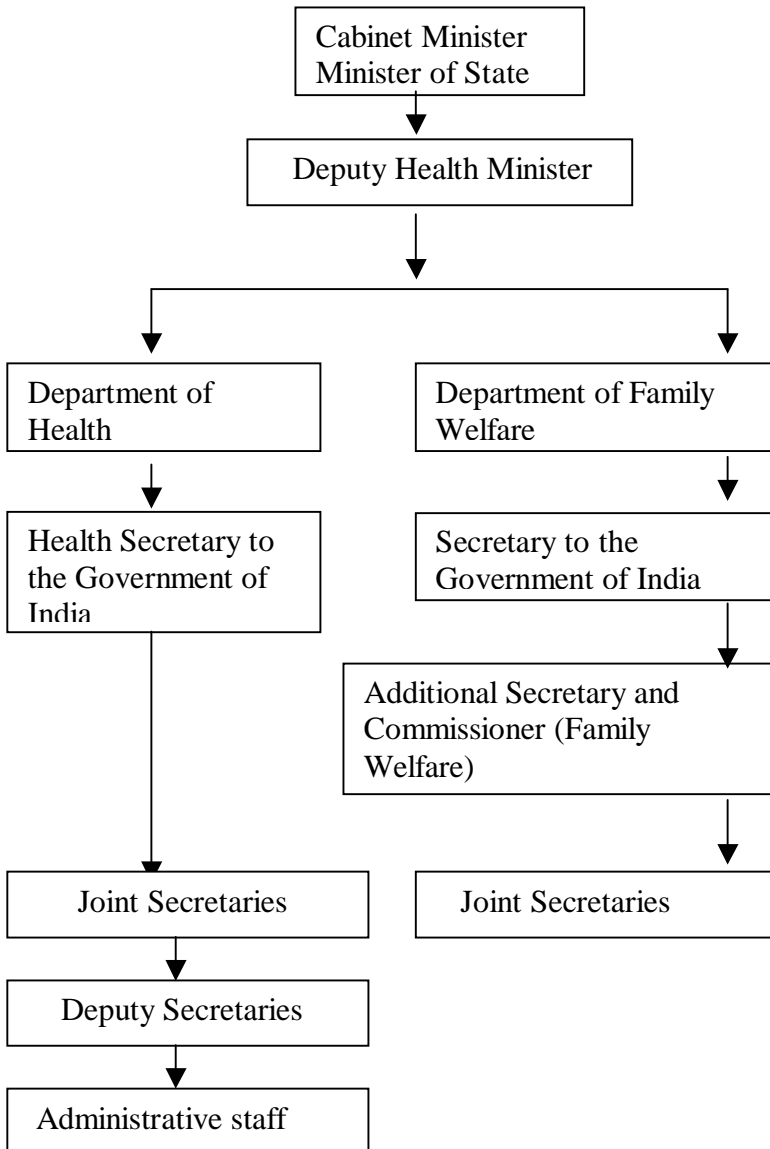 Cabinet Minister
Minister of State
Deputy Health Minister
Department of
Health
Department of Family
Welfare
Health Secretary to
the Government of
India
Secretary to the
Government of India
Additional Secretary and
Commissioner (Family
Welfare)
Joint Secretaries
Joint Secretaries
Deputy Secretaries
Administrative staff